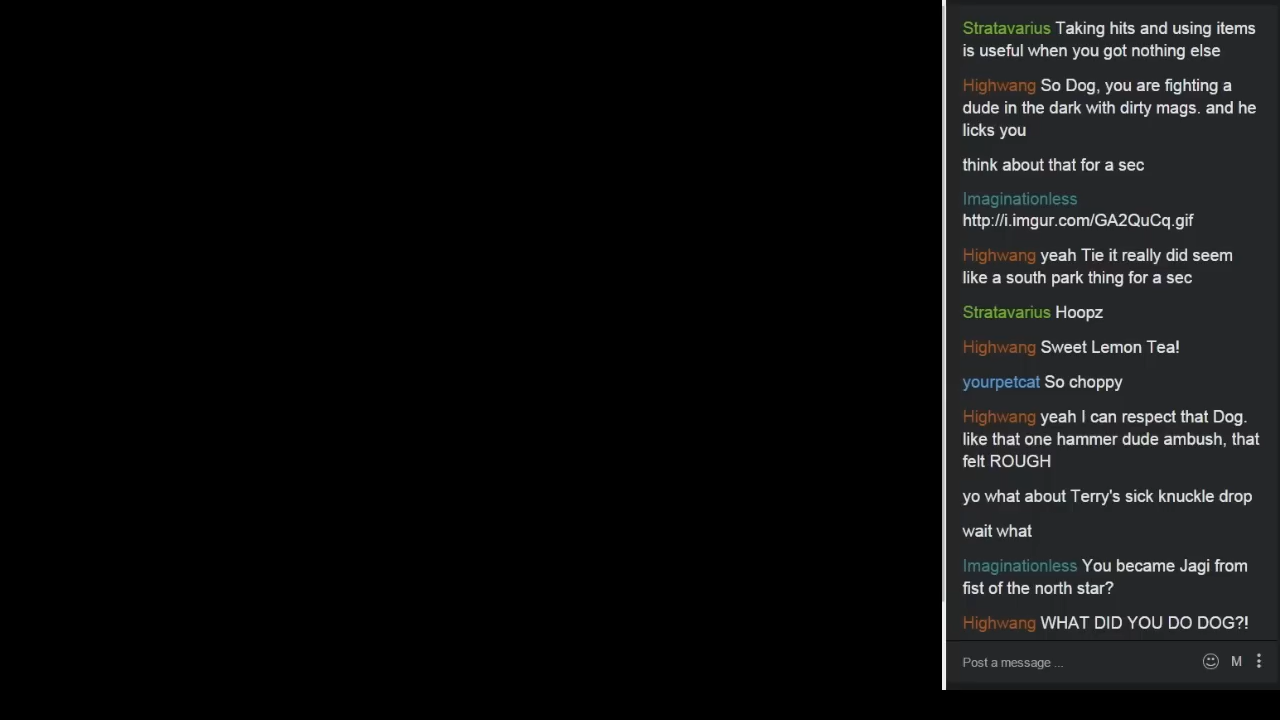 Stratavarius Taking hits and using items
is useful when you got nothing else
Highwang So Dog, you are fighting a
dude in the dark with dirty mags. and he
licks you
think about that for a sec
Imaginationless
http://i.imgur.com/GA2QuCq.gif
Highwang yeah Tie it really did seem
like a south park thing for a sec
Stratavarius Hoopz
Highwang Sweet Lemon Tea!
yourpetcat So choppy
Highwang yeah I can respect that Dog.
like that one hammer dude ambush, that
felt ROUGH
yo what about Terry's sick knuckle drop
wait what
Imaginationless You became Jagi from
fist of the north star?
Highwang WHAT DID YOU DO DOG?!
Post a message ... M